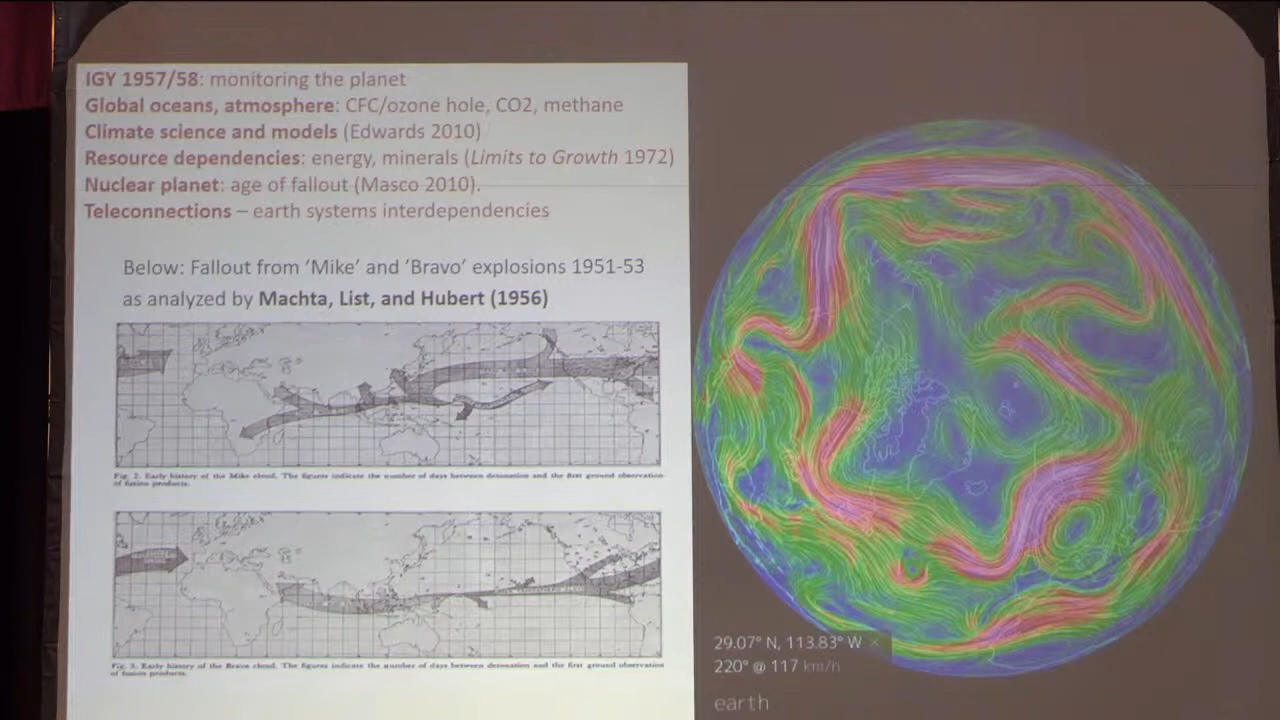 IGY 1957/58: monitoring the planet
Global oceans, atmosphere: CFC/ozone hole, CO2, methane
Climate science and models (Edwards 2010)
Resource dependencies: energy, minerals (Limits to Growth 1972)
Nuclear planet: age of fallout (Masco 2010).
Teleconnections – earth systems interdependencies
Below: Fallout from 'Mike' and 'Bravo' explosions 1951-53
as analyzed by Machta, List, and Hubert (1956)
Fig. 2. Early history of the Mike cloud. The figures indicate the number of days between detonation and the first ground observation
of fusion products.
Fig. 3. Early history of the Bravo cloud. The figures indicate the number of days between detonation and the first ground observation
of fusion products.
29.07° N, 113.83° W ×
220° @ 117 km/h
earth